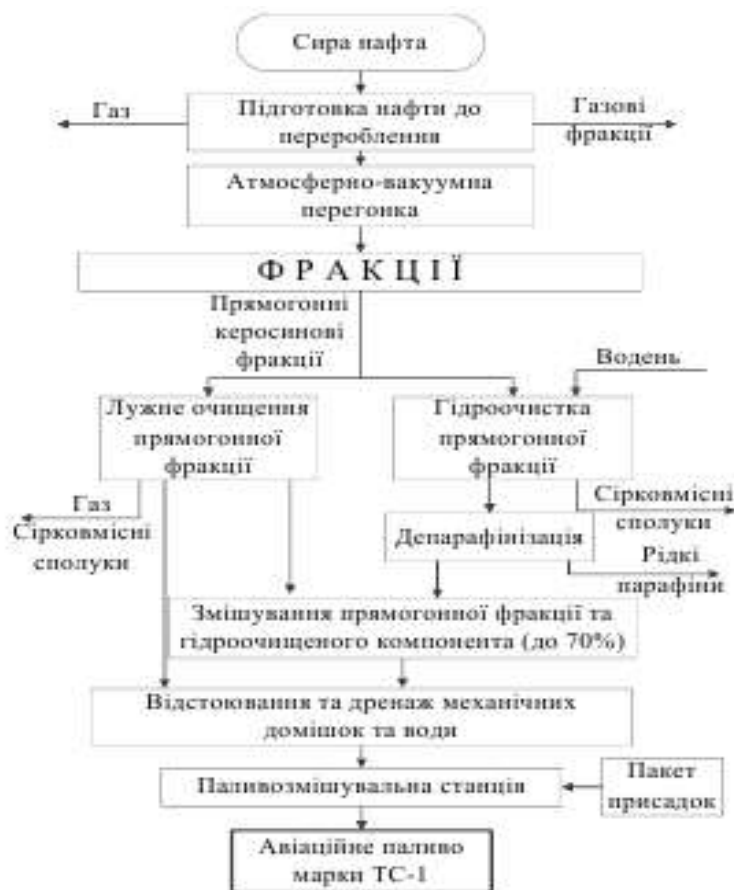 Сира нафта
Газ
Підготовка нафти до
перероблення
Газові
фракції
Атмосферно-вакуумна
перегонка
ФРАКЦІЇ
Прямогонні
керосинові
фракції
Водень
Лужне очищення
прямогонної
фракції
Гідроочистка
прямогонної
фракції
Газ
Сірковмісні
сполуки
Сірковмісні
сполуки
Депарафінізація
Рідкі
парафіни
Змішування прямогонної фракції та
гідроочищеного компонента (до 70%)
Відстоювання та дренаж механічних
домішок та води
Паливозмішувальна станція
Пакет
присадок
Авіаційне паливо
марки ТС-1